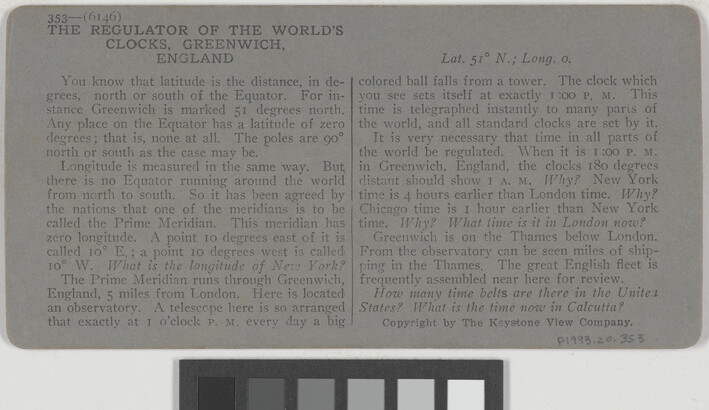 353—(6146)
THE REGULATOR OF THE WORLD'S
CLOCKS, GREENWICH,
ENGLAND
You know that latitude is the distance, in de-
grees, north or south of the Equator. For in-
stance Greenwich is marked 51 degrees north.
Any place on the Equator has a latitude of zero
degrees; that is, none at all. The poles are 90°
north or south as the case may be.
Longitude is measured in the same way. But
there is no Equator running around the world
from north to south. So it has been agreed by
the nations that one of the meridians is to be
called the Prime Meridian. This meridian has
zero longitude. A point 10 degrees east of it is
called 10° E.; a point 10 degrees west is called
10° W. What is the longitude of New York?
The Prime Meridian runs through Greenwich,
England, 5 miles from London. Here is located
an observatory. A telescope here is so arranged
that exactly at 1 o'clock P. M. every day a big
Lat. 51° N.; Long. 0.
colored ball falls from a tower. The clock which
you see sets itself at exactly 1:00 P. M. This
time is telegraphed instantly to many parts of
the world, and all standard clocks are set by it.
It is very necessary that time in all parts of
the world be regulated. When it is 1:00 P. M.
in Greenwich, England, the clocks 180 degrees
distant should show 1 A. M. Why? New York
time is 4 hours earlier than London time. Why?
Chicago time is 1 hour earlier than New York
time. Why? What time is it in London now?
Greenwich is on the Thames below London.
From the observatory can be seen miles of ship-
ping in the Thames. The great English fleet is
frequently assembled near here for review.
How many time belts are there in the United
States? What is the time now in Calcutta?
Copyright by The Keystone View Company.
P1993.20.353